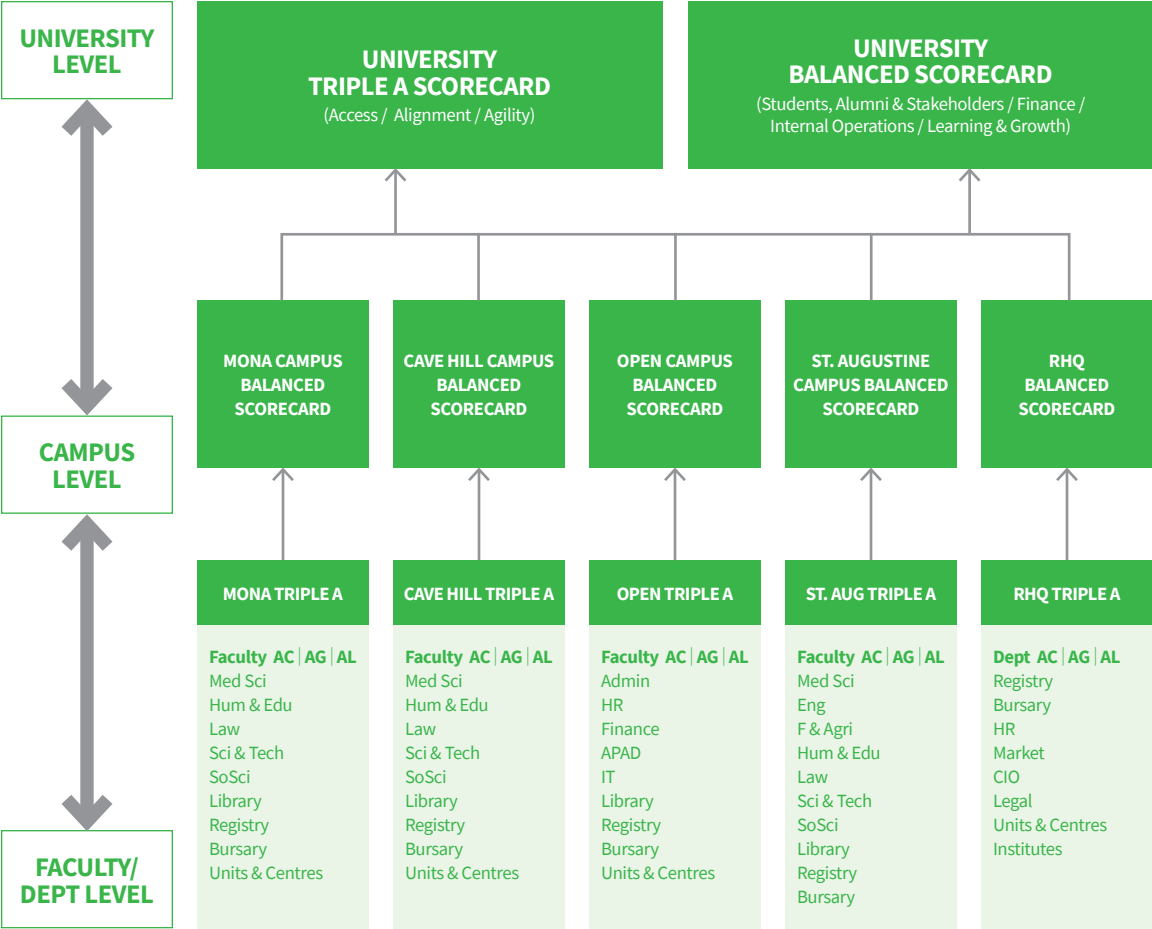 UNIVERSITY
LEVEL
UNIVERSITY
TRIPLE A SCORECARD
(Access / Alignment / Agility)
UNIVERSITY
BALANCED SCORECARD
(Students, Alumni & Stakeholders / Finance /
Internal Operations / Learning & Growth)
CAMPUS
LEVEL
MONA CAMPUS
BALANCED
SCORECARD
CAVE HILL CAMPUS
BALANCED
SCORECARD
OPEN CAMPUS
BALANCED
SCORECARD
ST. AUGUSTINE
CAMPUS BALANCED
SCORECARD
RHQ
BALANCED
SCORECARD
FACULTY/
DEPT LEVEL
MONA TRIPLE A
Faculty AC | AG | AL
Med Sci
Hum & Edu
Law
Sci & Tech
SoSci
Library
Registry
Bursary
Units & Centres
CAVE HILL TRIPLE A
Faculty AC | AG | AL
Med Sci
Hum & Edu
Law
Sci & Tech
SoSci
Library
Registry
Bursary
Units & Centres
OPEN TRIPLE A
Faculty AC | AG | AL
Admin
HR
Finance
APAD
IT
Library
Registry
Bursary
Units & Centres
ST. AUG TRIPLE A
Faculty AC | AG | AL
Med Sci
Eng
F & Agri
Hum & Edu
Law
Sci & Tech
SoSci
Library
Registry
Bursary
RHQ TRIPLE A
Dept AC | AG | AL
Registry
Bursary
HR
Market
CIO
Legal
Units & Centres
Institutes